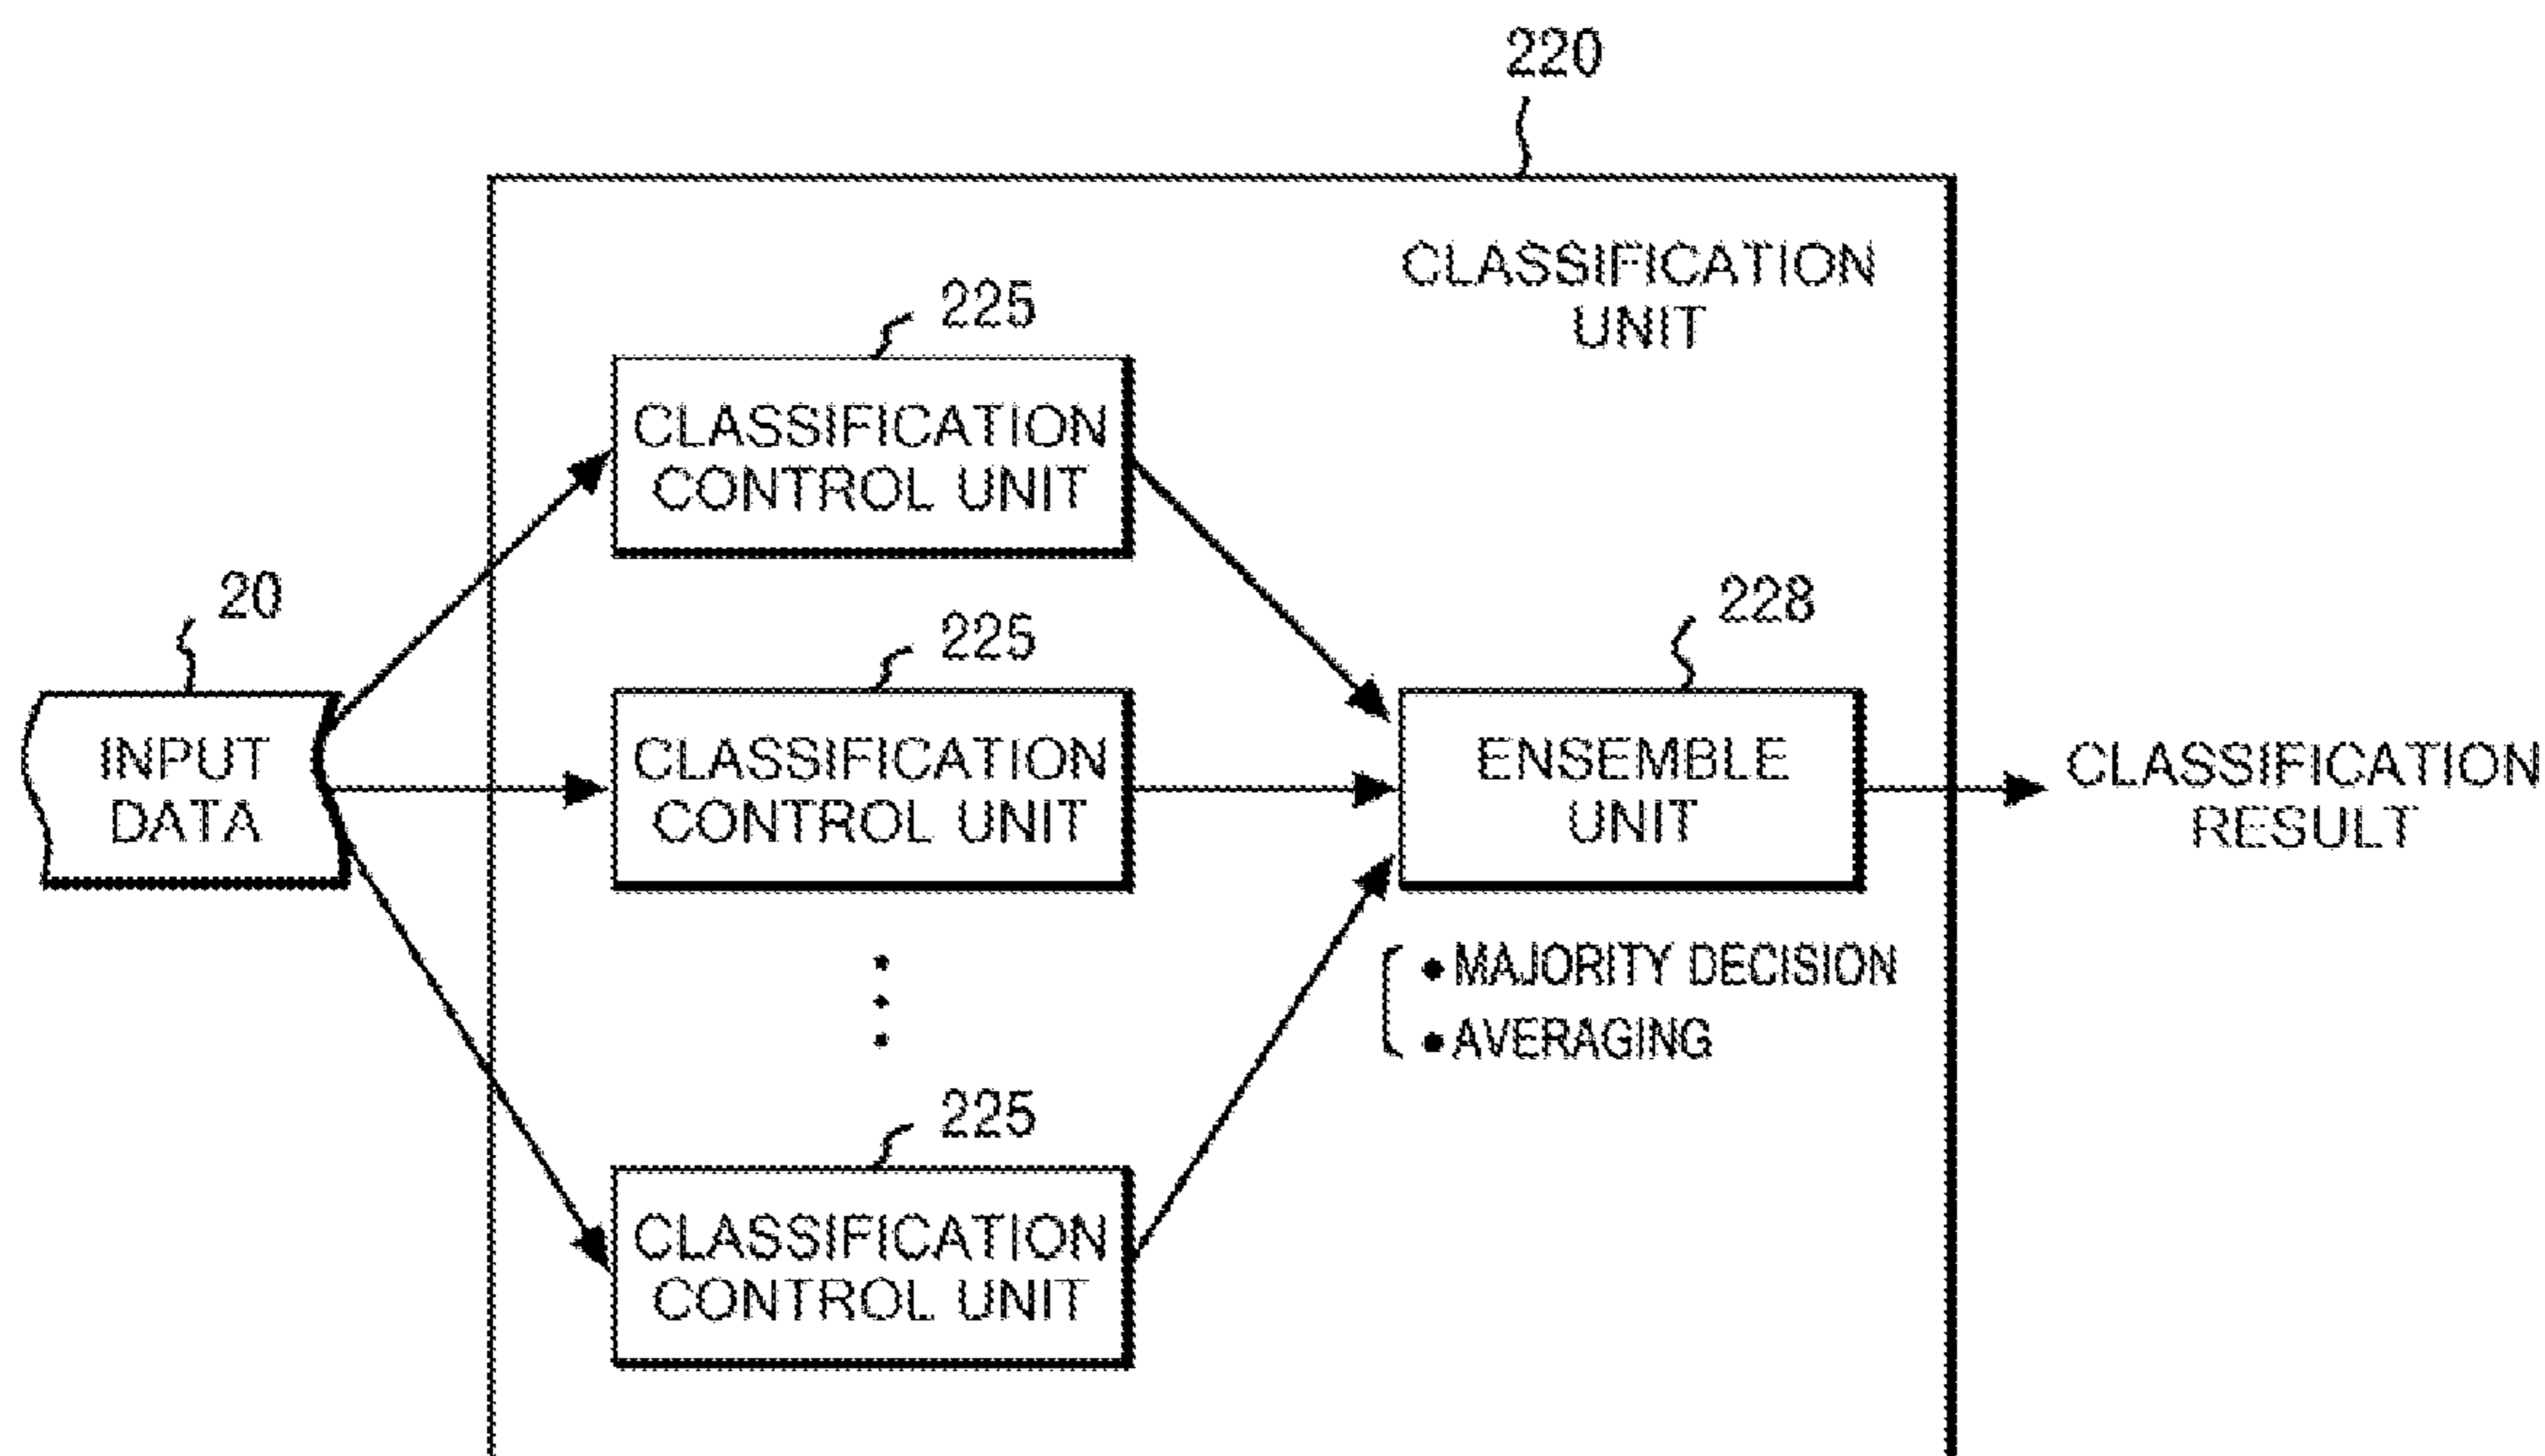 220
CLASSIFICATION
UNIT
225
CLASSIFICATION
CONTROL UNIT
20
INPUT
DATA
225
CLASSIFICATION
CONTROL UNIT
228
ENSEMBLE
UNIT
CLASSIFICATION
RESULT
• MAJORITY DECISION
• AVERAGING
225
CLASSIFICATION
CONTROL UNIT